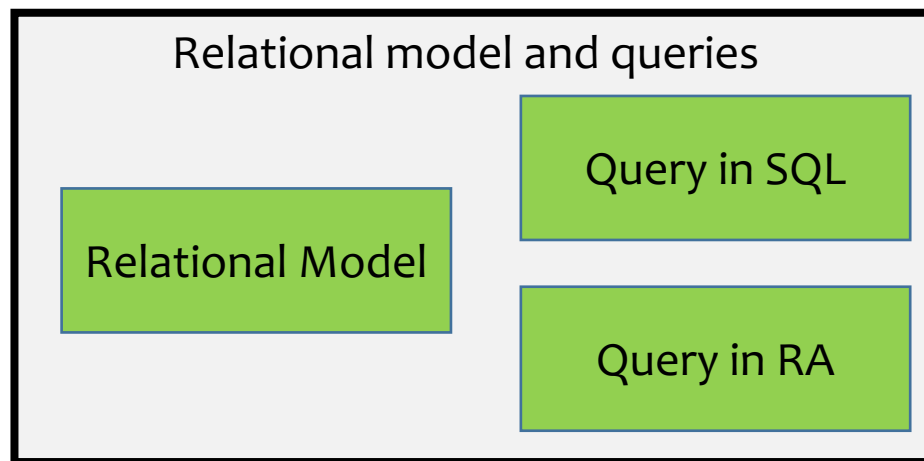 Relational model and queries
Query in SQL
Relational Model
Query in RA